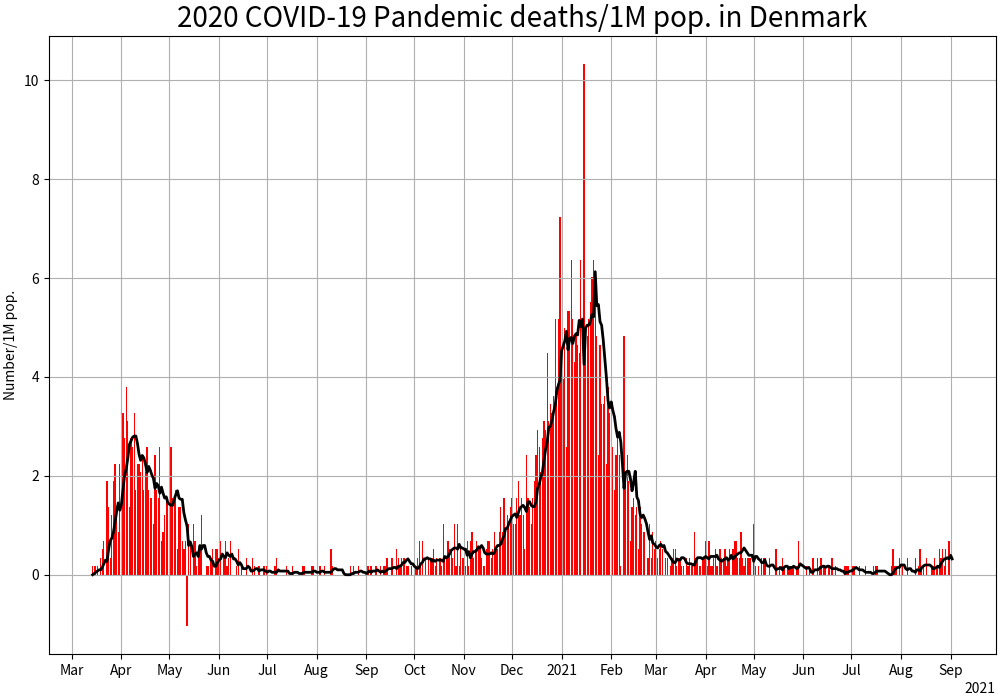 2020 COVID-19 Pandemic deaths/1M pop. in Denmark
Number/1M pop.
10
8
6
4
2
0
Mar Apr May Jun Jul Aug Sep Oct Nov Dec 2021 Feb Mar Apr May Jun Jul Aug Sep
2021